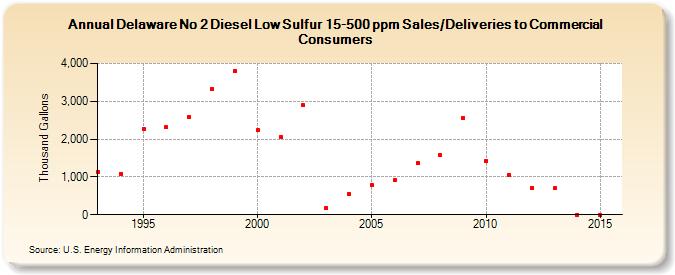 Annual Delaware No 2 Diesel Low Sulfur 15-500 ppm Sales/Deliveries to Commercial
Consumers
Thousand Gallons
4,000
3,000
2,000
1,000
0
1995 2000 2005 2010 2015
Source: U.S. Energy Information Administration